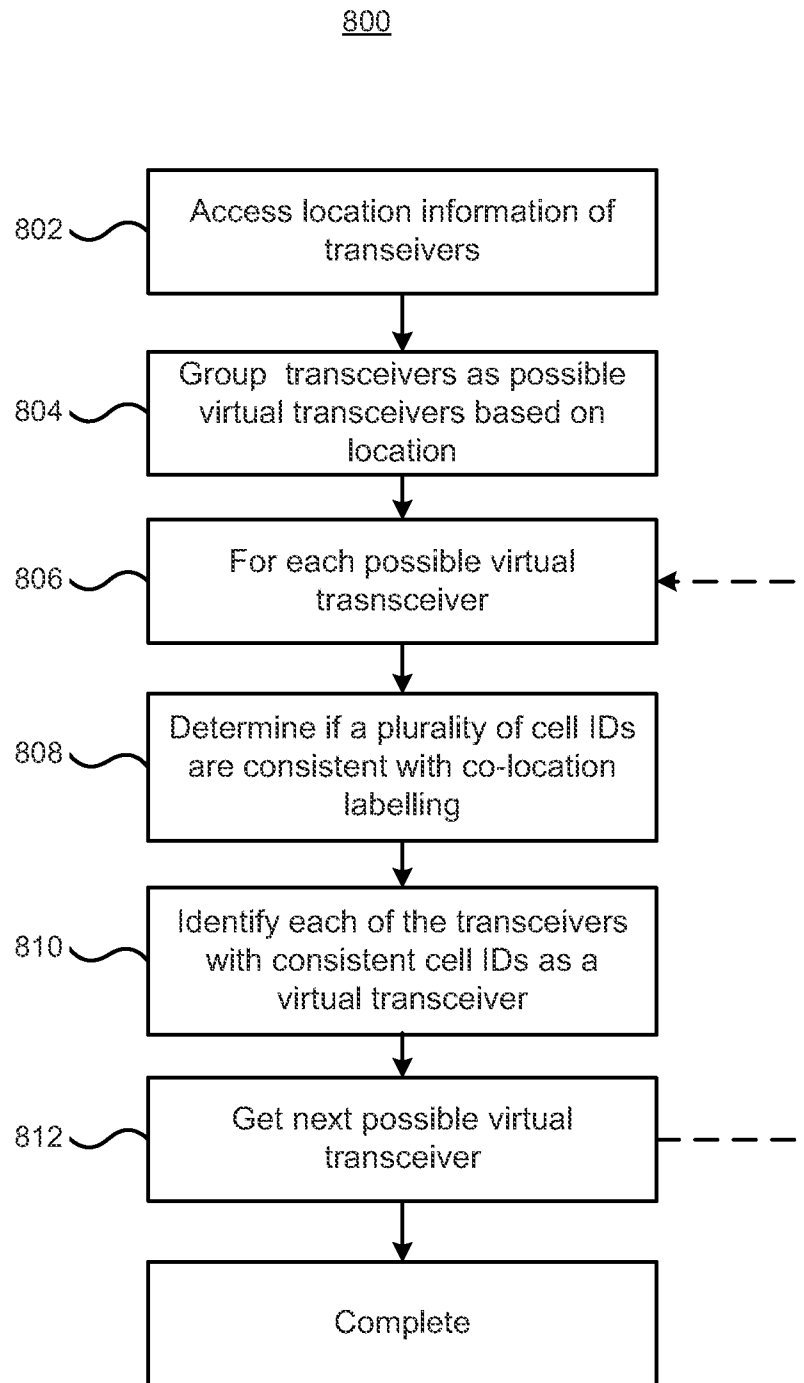 800
802
Access location information of
transeivers
804
Group transceivers as possible
virtual transceivers based on
location
806
For each possible virtual
trasnsceiver
808
Determine if a plurality of cell IDs
are consistent with co-location
labelling
810
Identify each of the transceivers
with consistent cell IDs as a
virtual transceiver
812
Get next possible virtual
transceiver
Complete